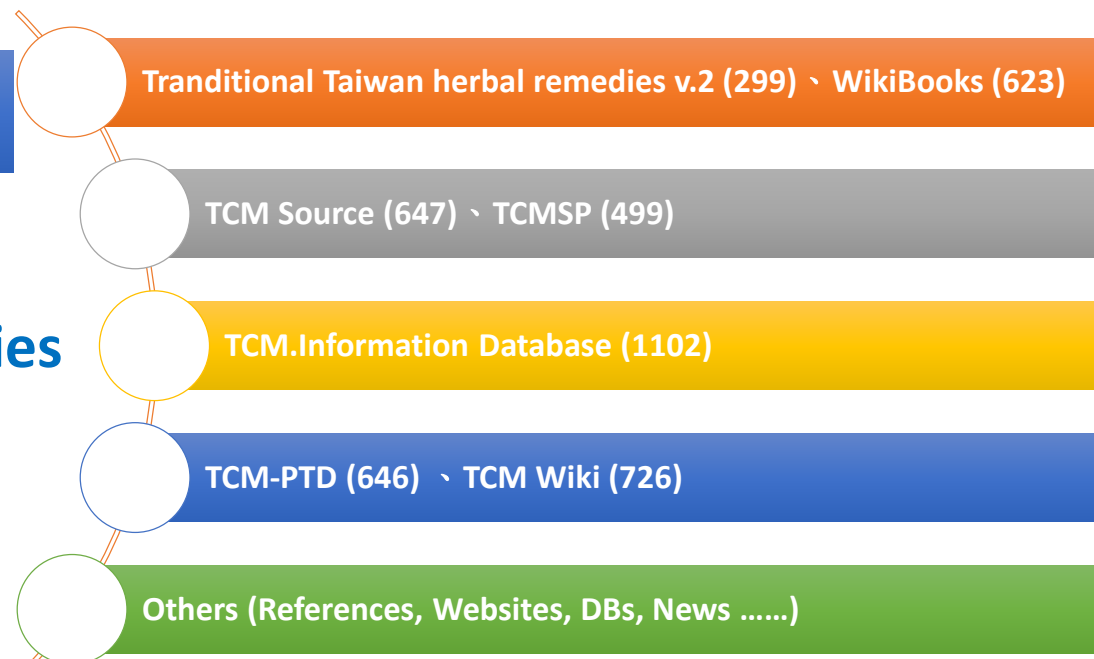 Tranditional Taiwan herbal remedies v.2 (299)、WikiBooks (623)
TCM Source (647)、TCMSP (499)
ies
TCM.Information Database (1102)
TCM-PTD (646) 、TCM Wiki (726)
Others (References, Websites, DBs, News ……)